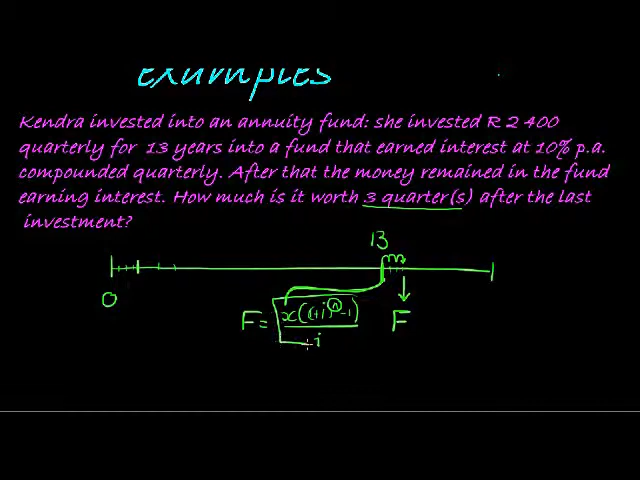 examples
Kendra invested into an annuity fund: she invested R 2 400
quarterly for 13 years into a fund that earned interest at 10% p.a.
compounded quarterly. After that the money remained in the fund
earning interest. How much is it worth 3 quarter(s) after the last
investment?
13
0
F = x((1+i)^n - 1)
i
F